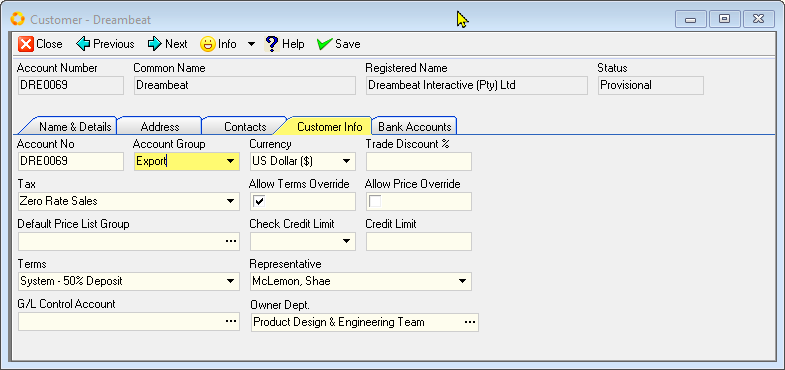 Customer - Dreambeat
Close Previous Next Info ? Help Save
Account Number Common Name Registered Name Status
DRE0069 Dreambeat Dreambeat Interactive (Pty) Ltd Provisional
Name & Details Address Contacts Customer Info Bank Accounts
Account No Account Group Currency Trade Discount %
DRE0069 Export US Dollar ($)
Tax Allow Terms Override Allow Price Override
Zero Rate Sales
Default Price List Group Check Credit Limit Credit Limit
...
Terms Representative
System - 50% Deposit McLemon, Shae
G/L Control Account Owner Dept.
... Product Design & Engineering Team ...